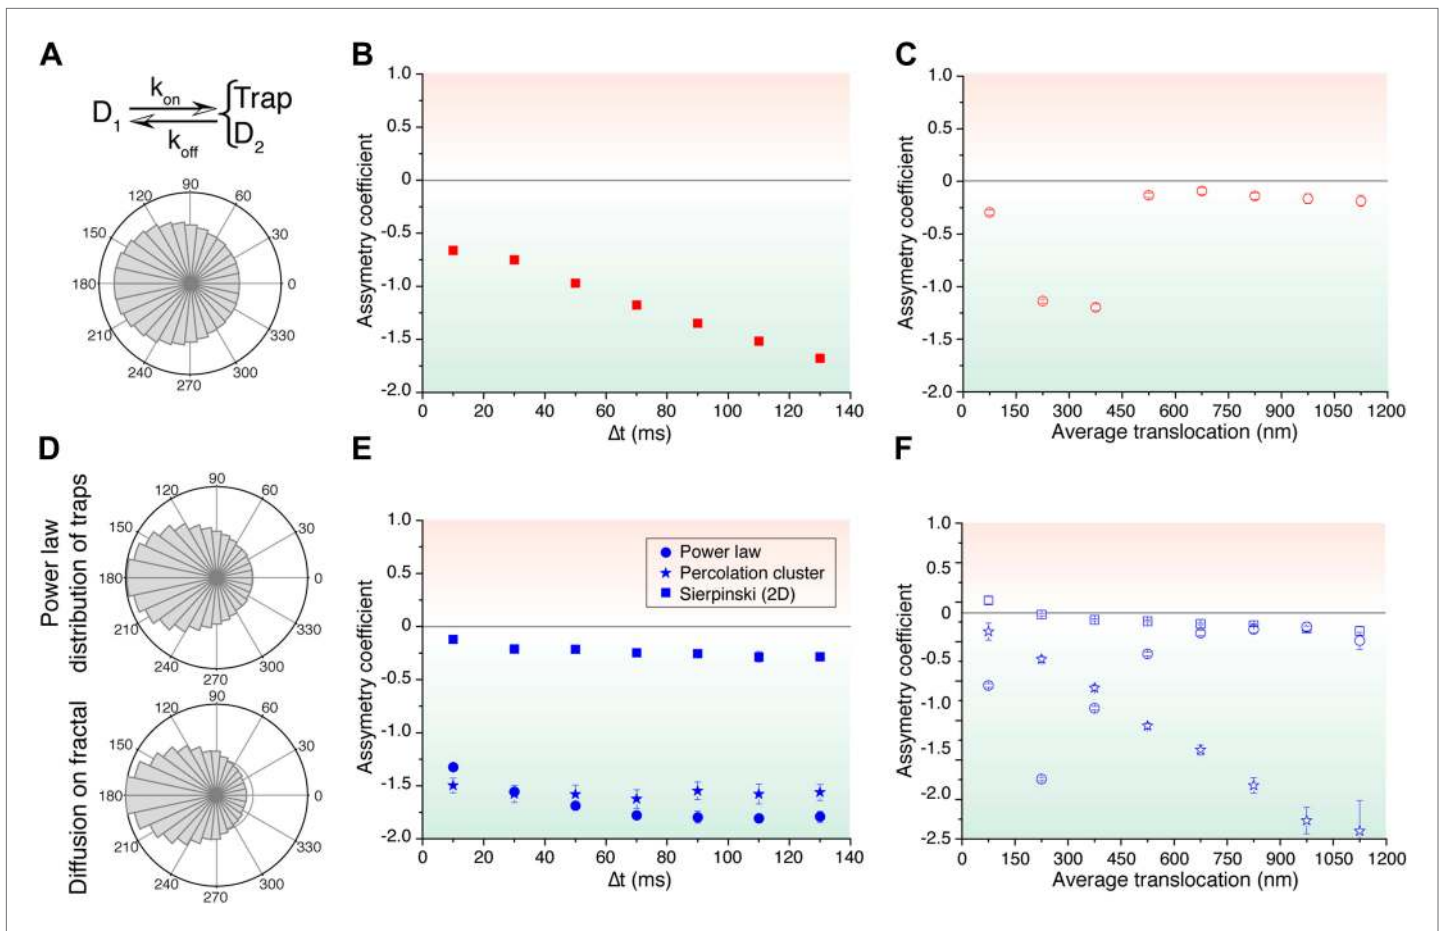 A
k on
D 1
Trap
D 2
k off
90
120
60
150
30
180
0
210
330
240
300
270
B
Assymetry coefficient
1.0
0.5
0
-0.5
-1.0
-1.5
-2.0
0 20 40 60 80 100 120 140
Δt (ms)
C
Assymetry coefficient
1.0
0.5
0
-0.5
-1.0
-1.5
-2.0
0 150 300 450 600 750 900 1050 1200
Average translocation (nm)
D
Power law
distribution of traps
90
120
60
150
30
180
0
210
330
240
300
270
Diffusion on fractal
90
120
60
150
30
180
0
210
330
240
300
270
E
Assymetry coefficient
1.0
0.5
0
-0.5
-1.0
-1.5
-2.0
Power law
Percolation cluster
Sierpinski (2D)
0 20 40 60 80 100 120 140
Δt (ms)
F
Assymetry coefficient
1.0
0.5
0
-0.5
-1.0
-1.5
-2.0
-2.5
0 150 300 450 600 750 900 1050 1200
Average translocation (nm)